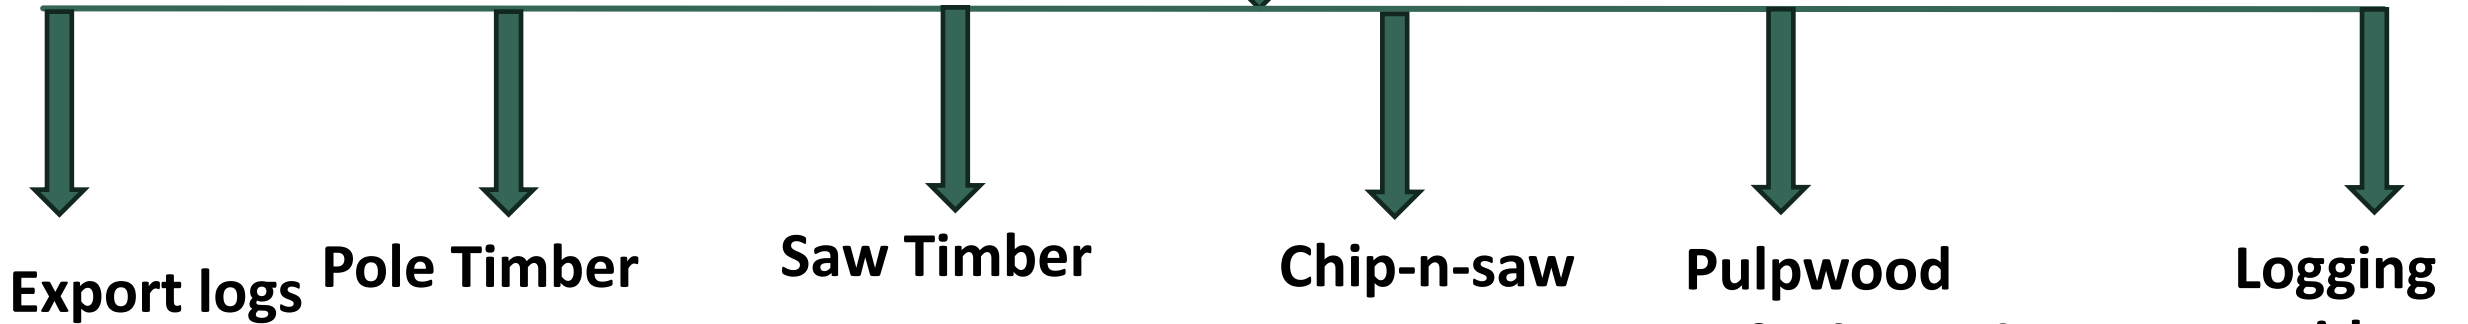 Export logs
Pole Timber
Saw Timber
Chip-n-saw
Pulpwood
Logging